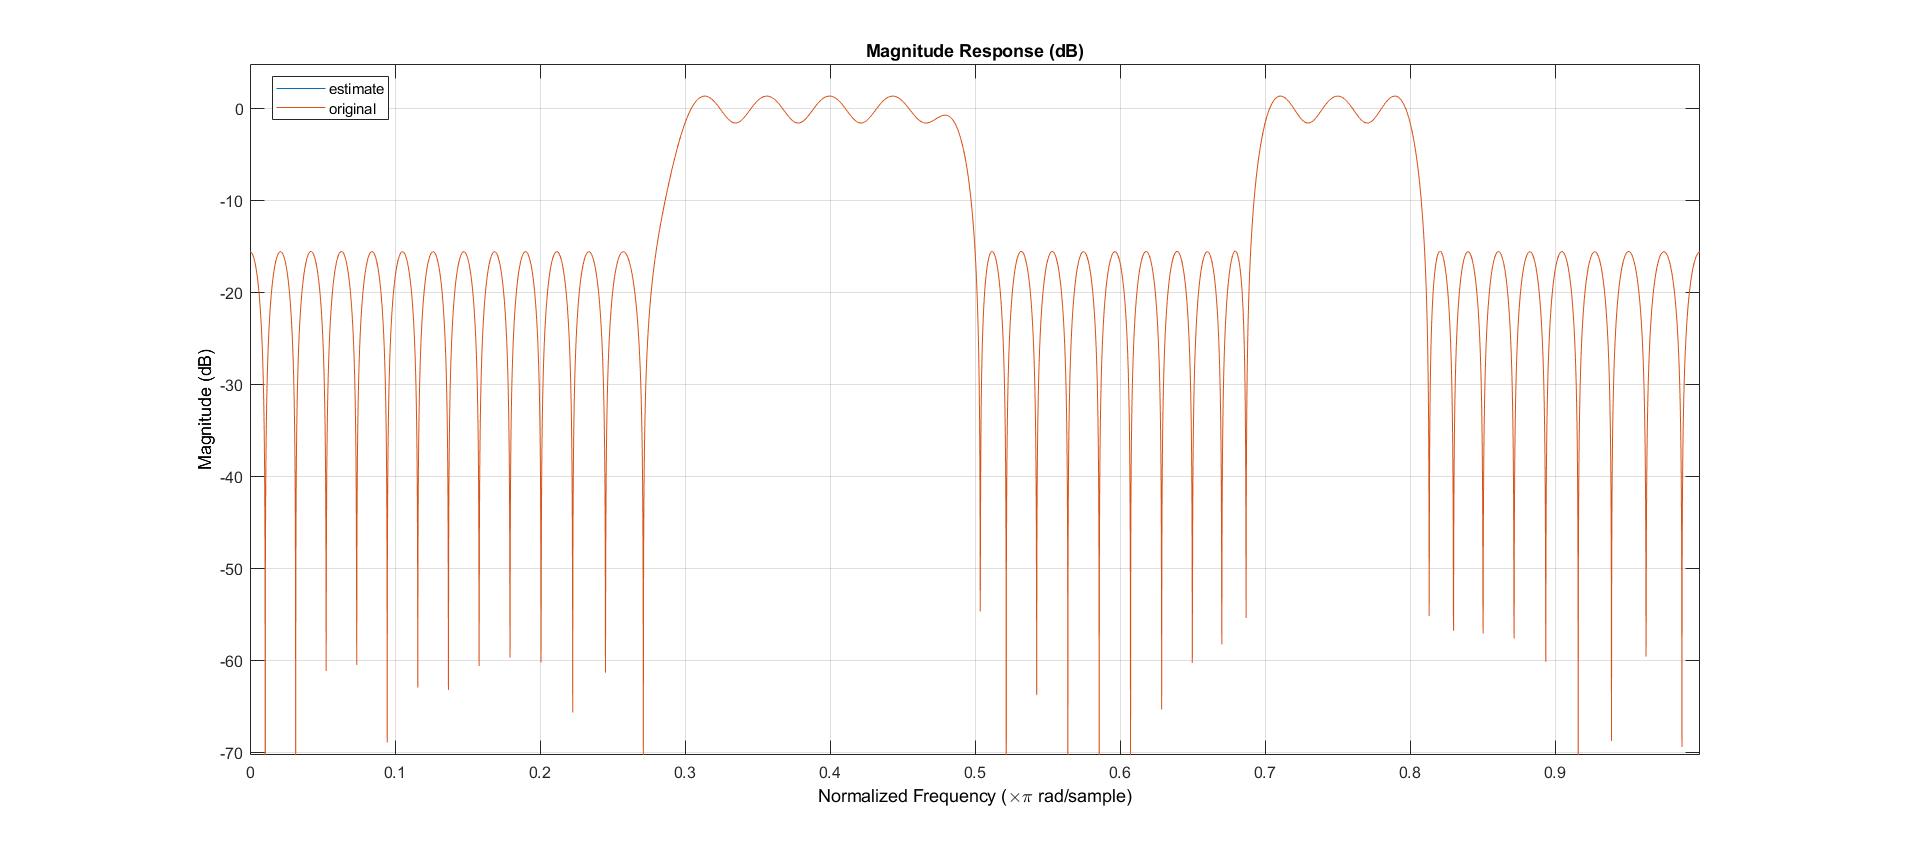 Magnitude Response (dB)
estimate
original
Magnitude (dB)
0
-10
-20
-30
-40
-50
-60
-70
0 0.1 0.2 0.3 0.4 0.5 0.6 0.7 0.8 0.9
Normalized Frequency (×π rad/sample)